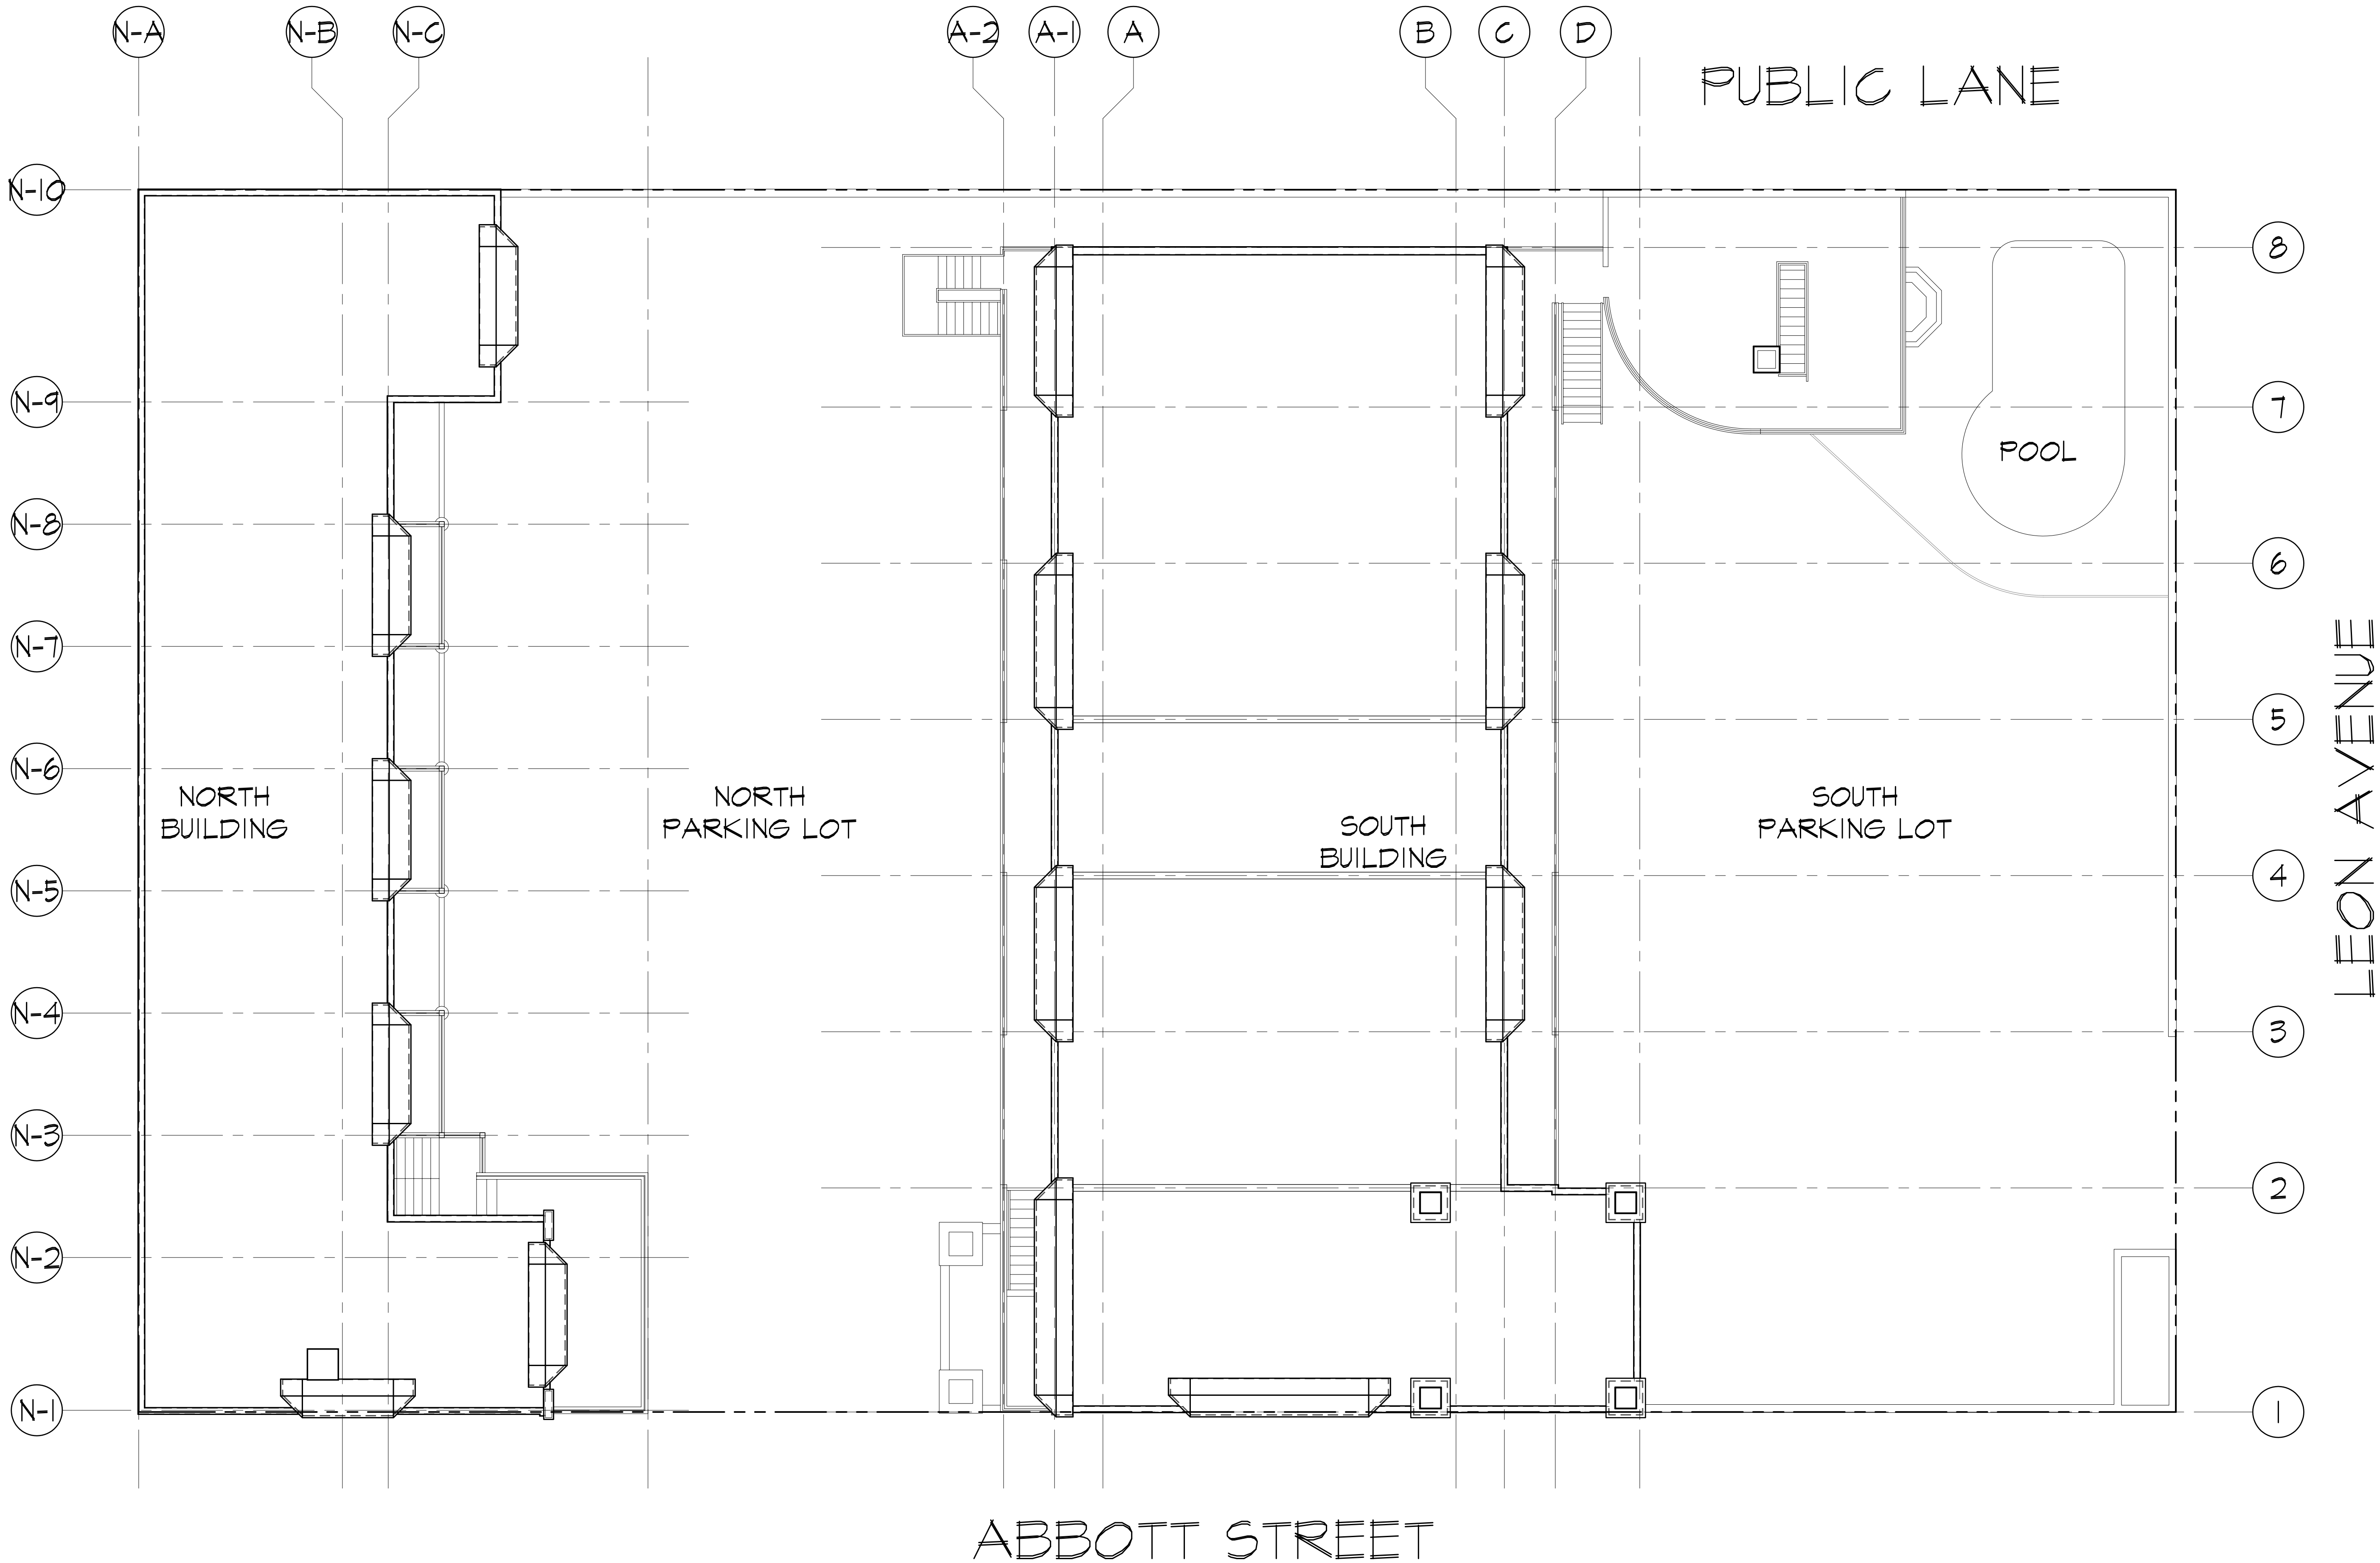 N-A
N-B
N-C
A-2
A-1
A
B
C
D
PUBLIC LANE
N-10
8
N-9
7
POOL
N-8
6
N-7
5
N-6
NORTH
BUILDING
NORTH
PARKING LOT
SOUTH
BUILDING
SOUTH
PARKING LOT
LEON AVENUE
N-5
4
N-4
3
N-3
2
N-2
N-1
1
ABBOTT STREET